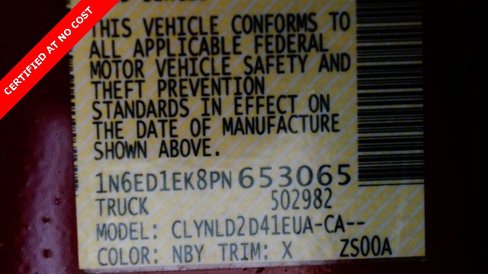 CERTIFIED AT NO COST
THIS VEHICLE CONFORMS TO
ALL APPLICABLE FEDERAL
MOTOR VEHICLE SAFETY AND
THEFT PREVENTION
STANDARDS IN EFFECT ON
THE DATE OF MANUFACTURE
SHOWN ABOVE.
1N6ED1EK8PN653065
TRUCK 502982
MODEL: CLYNLD2D41EUA-CA--
COLOR: NBY TRIM: X ZS00A